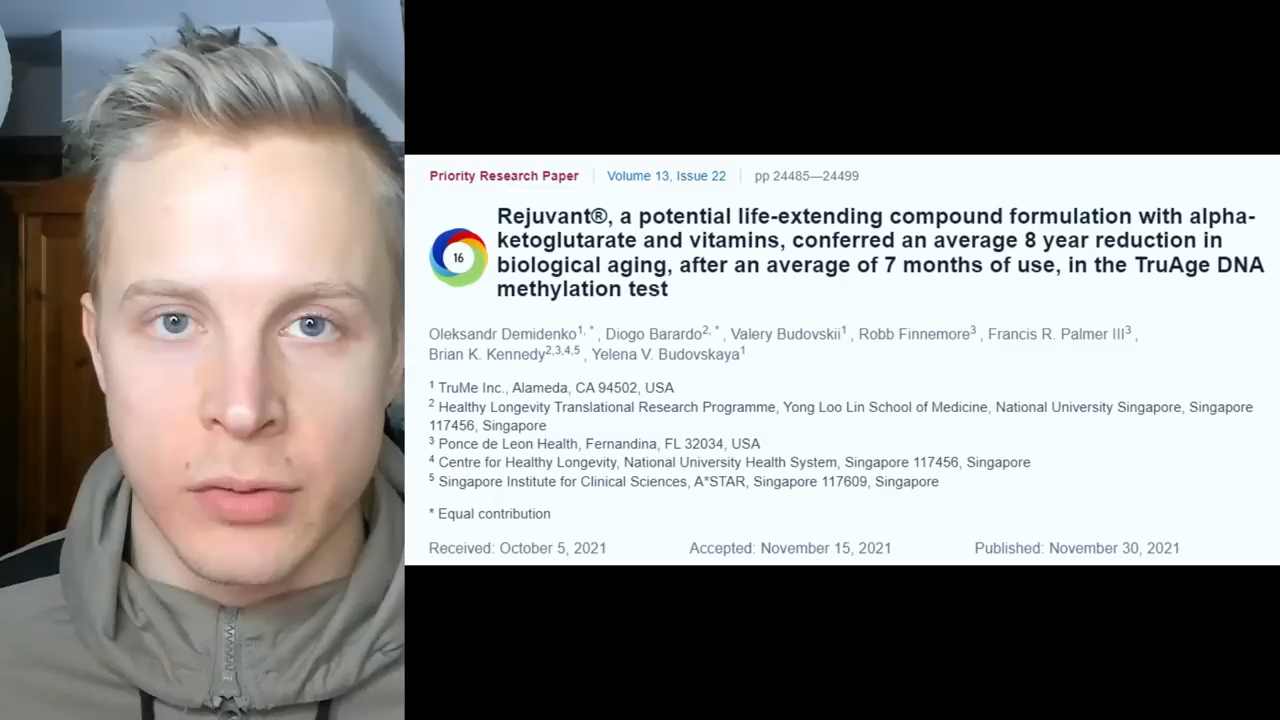 Priority Research Paper Volume 13, Issue 22 pp 24485—24499
Rejuvant®, a potential life-extending compound formulation with alpha-
ketoglutarate and vitamins, conferred an average 8 year reduction in
16
biological aging, after an average of 7 months of use, in the TruAge DNA
methylation test
Oleksandr Demidenko1, *, Diogo Barardo2, *, Valery Budovskii1, Robb Finnemore3, Francis R. Palmer III3,
Brian K. Kennedy2,3,4,5, Yelena V. Budovskaya1
1 TruMe Inc., Alameda, CA 94502, USA
2 Healthy Longevity Translational Research Programme, Yong Loo Lin School of Medicine, National University Singapore, Singapore
117456, Singapore
3 Ponce de Leon Health, Fernandina, FL 32034, USA
4 Centre for Healthy Longevity, National University Health System, Singapore 117456, Singapore
5 Singapore Institute for Clinical Sciences, A*STAR, Singapore 117609, Singapore
* Equal contribution
Received: October 5, 2021 Accepted: November 15, 2021 Published: November 30, 2021